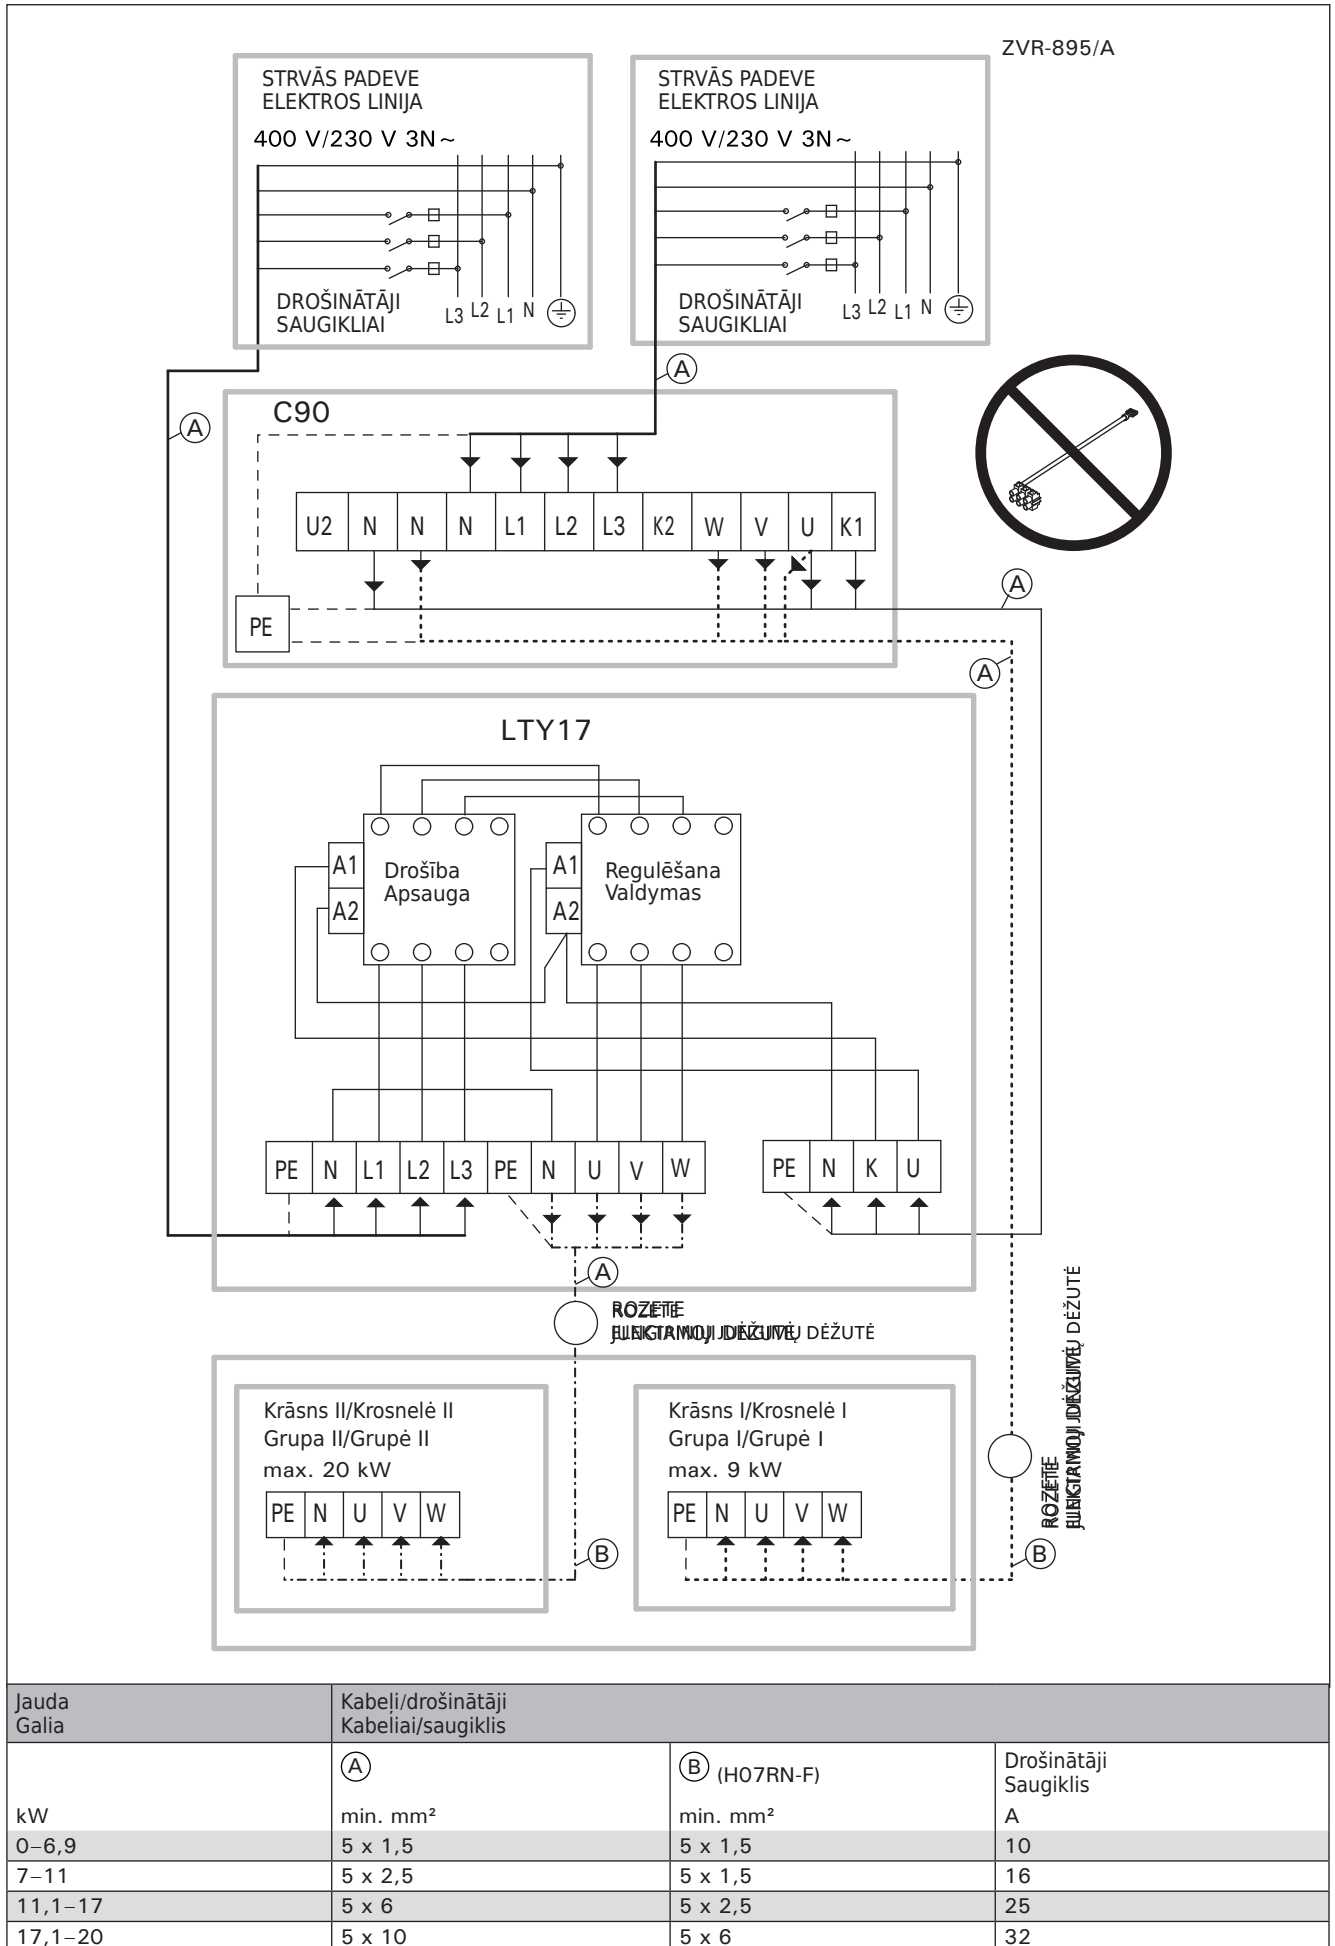 ZVR-895/A
STRVĀS PADEVE
ELEKTROS LINIJA
400 V/230 V 3N~
DROŠINĀTĀJI
SAUGIKLIAI
L3 L2 L1 N
STRVĀS PADEVE
ELEKTROS LINIJA
400 V/230 V 3N~
DROŠINĀTĀJI
SAUGIKLIAI
L3 L2 L1 N
A
A
C90
U2 N N N L1 L2 L3 K2 W V U K1
PE
A
A
LTY17
A1
A2
Drošība
Apsauga
A1
A2
Regulēšana
Valdymas
PE N L1 L2 L3 PE N U V W
PE N K U
A
ROZETE
DĖŽUTĖ
ROZETE
DĖŽUTĖ
Krāsns II/Krosnelė II
Grupa II/Grupė II
max. 20 kW
PE N U V W
B
Krāsns I/Krosnelė I
Grupa I/Grupė I
max. 9 kW
PE N U V W
B
Jauda
Galia
Kabeļi/drošinātāji
Kabeliai/saugiklis
A
B (H07RN-F)
Drošinātāji
Saugiklis
kW min. mm² min. mm² A
0–6,9 5 x 1,5 5 x 1,5 10
7–11 5 x 2,5 5 x 1,5 16
11,1–17 5 x 6 5 x 2,5 25
17,1–20 5 x 10 5 x 6 32